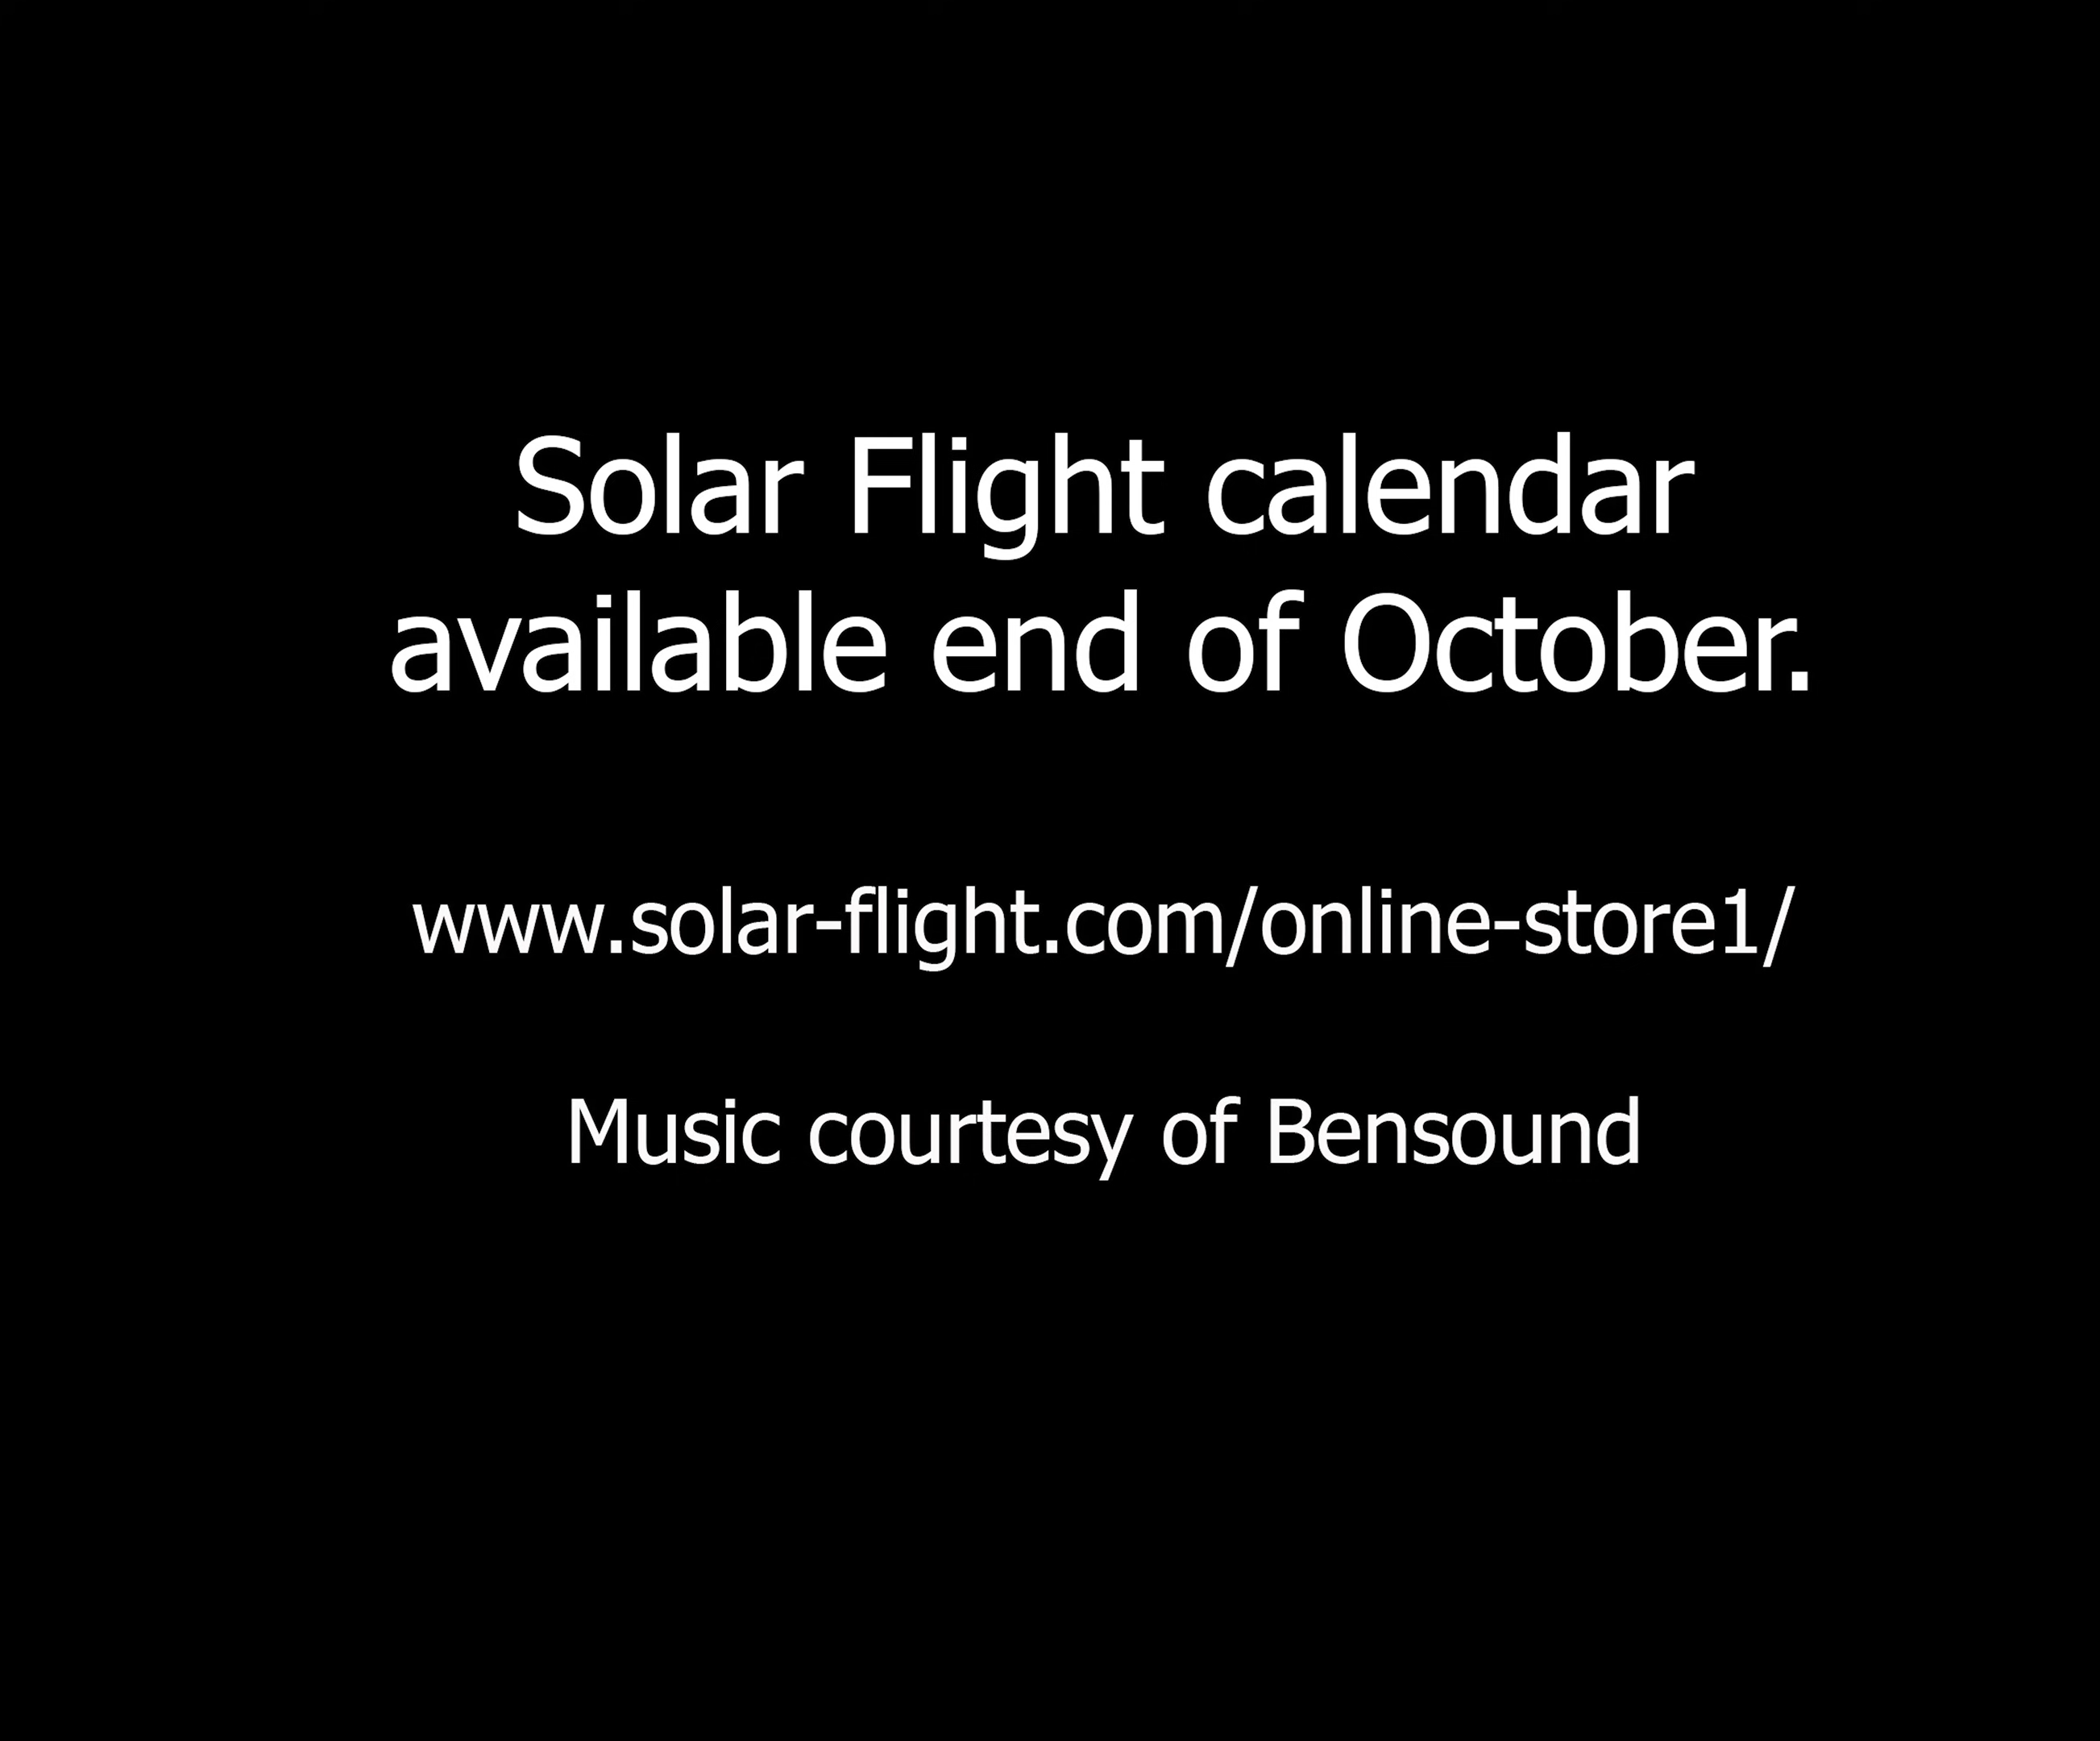 Solar Flight calendar
available end of October.
www.solar-flight.com/online-store1/
Music courtesy of Bensound